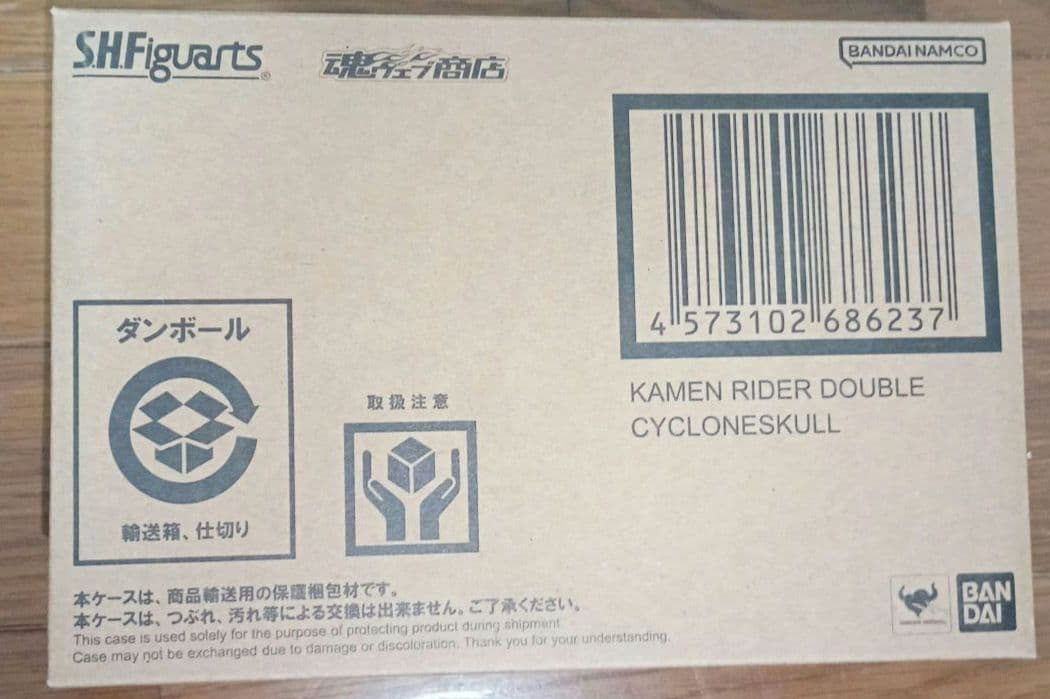 S.H.Figuarts®
魂ウェブ商店
BANDAI NAMCO
4 573102 686237
KAMEN RIDER DOUBLE
CYCLONESKULL
ダンボール
輸送箱、仕切り
取扱注意
本ケースは、商品輸送用の保護梱包材です。
本ケースは、つぶれ、汚れ等による交換は出来ません。ご了承ください。
This case is used solely for the purpose of protecting product during shipment
Case may not be exchanged due to damage or discoloration. Thank you for your understanding.
BAN
DAI